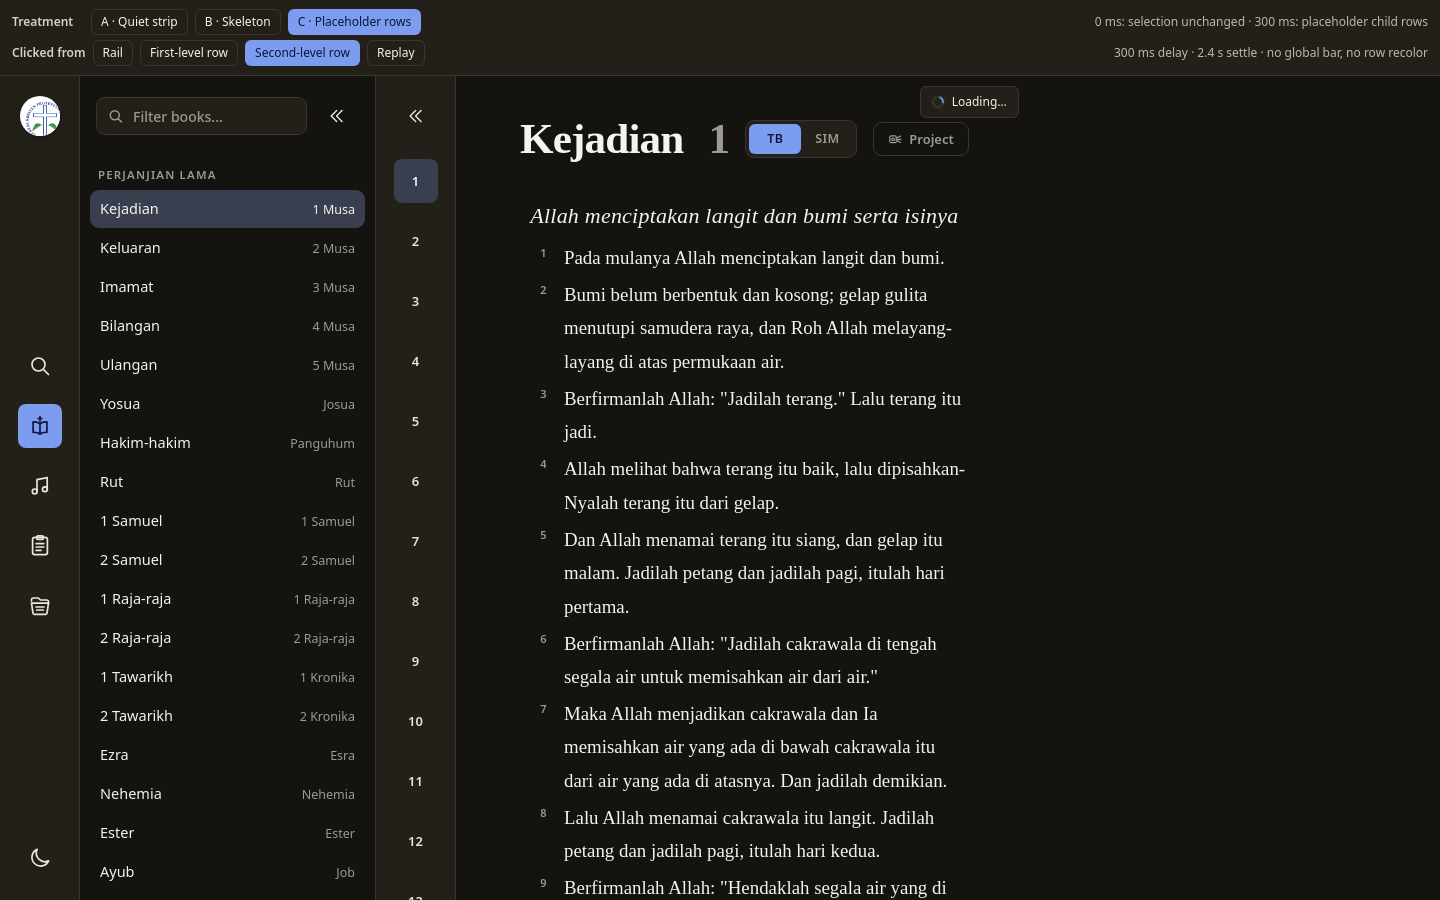 Treatment A · Quiet strip B · Skeleton C · Placeholder rows 0 ms: selection unchanged · 300 ms: placeholder child rows
Clicked from Rail First-level row Second-level row Replay 300 ms delay · 2.4 s settle · no global bar, no row recolor
Filter books...
PERJANJIAN LAMA
Kejadian 1 Musa
Keluaran 2 Musa
Imamat 3 Musa
Bilangan 4 Musa
Ulangan 5 Musa
Yosua Josua
Hakim-hakim Panguhum
Rut Rut
1 Samuel 1 Samuel
2 Samuel 2 Samuel
1 Raja-raja 1 Raja-raja
2 Raja-raja 2 Raja-raja
1 Tawarikh 1 Kronika
2 Tawarikh 2 Kronika
Ezra Esra
Nehemia Nehemia
Ester Ester
Ayub Job
1
2
3
4
5
6
7
8
9
10
11
12
Loading...
Kejadian 1 TB SIM Project
Allah menciptakan langit dan bumi serta isinya
1 Pada mulanya Allah menciptakan langit dan bumi.
2 Bumi belum berbentuk dan kosong; gelap gulita
menutupi samudera raya, dan Roh Allah melayang-
layang di atas permukaan air.
3 Berfirmanlah Allah: "Jadilah terang." Lalu terang itu
jadi.
4 Allah melihat bahwa terang itu baik, lalu dipisahkan-
Nyalah terang itu dari gelap.
5 Dan Allah menamai terang itu siang, dan gelap itu
malam. Jadilah petang dan jadilah pagi, itulah hari
pertama.
6 Berfirmanlah Allah: "Jadilah cakrawala di tengah
segala air untuk memisahkan air dari air."
7 Maka Allah menjadikan cakrawala dan Ia
memisahkan air yang ada di bawah cakrawala itu
dari air yang ada di atasnya. Dan jadilah demikian.
8 Lalu Allah menamai cakrawala itu langit. Jadilah
petang dan jadilah pagi, itulah hari kedua.
9 Berfirmanlah Allah: "Hendaklah segala air yang di